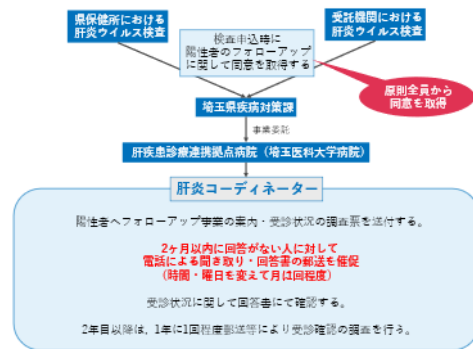 県保健所における
肝炎ウイルス検査
受託機関における
肝炎ウイルス検査
検査申込時に
陽性者のフォローアップ
に関して同意を取得する
原則全員から
同意を取得
埼玉県疾病対策課
事業委託
肝疾患診療連携拠点病院（埼玉医科大学病院）
肝炎コーディネーター
陽性者へフォローアップ事業の案内・受診状況の調査票を送付する。
2ヶ月以内に回答がない人に対して
電話による聞き取り・回答書の郵送を催促
（時間・曜日を変えて月は回程度）
受診状況に関して回答書にて確認する。
2年目以降は、1年に1回程度郵送等により受診確認の調査を行う。